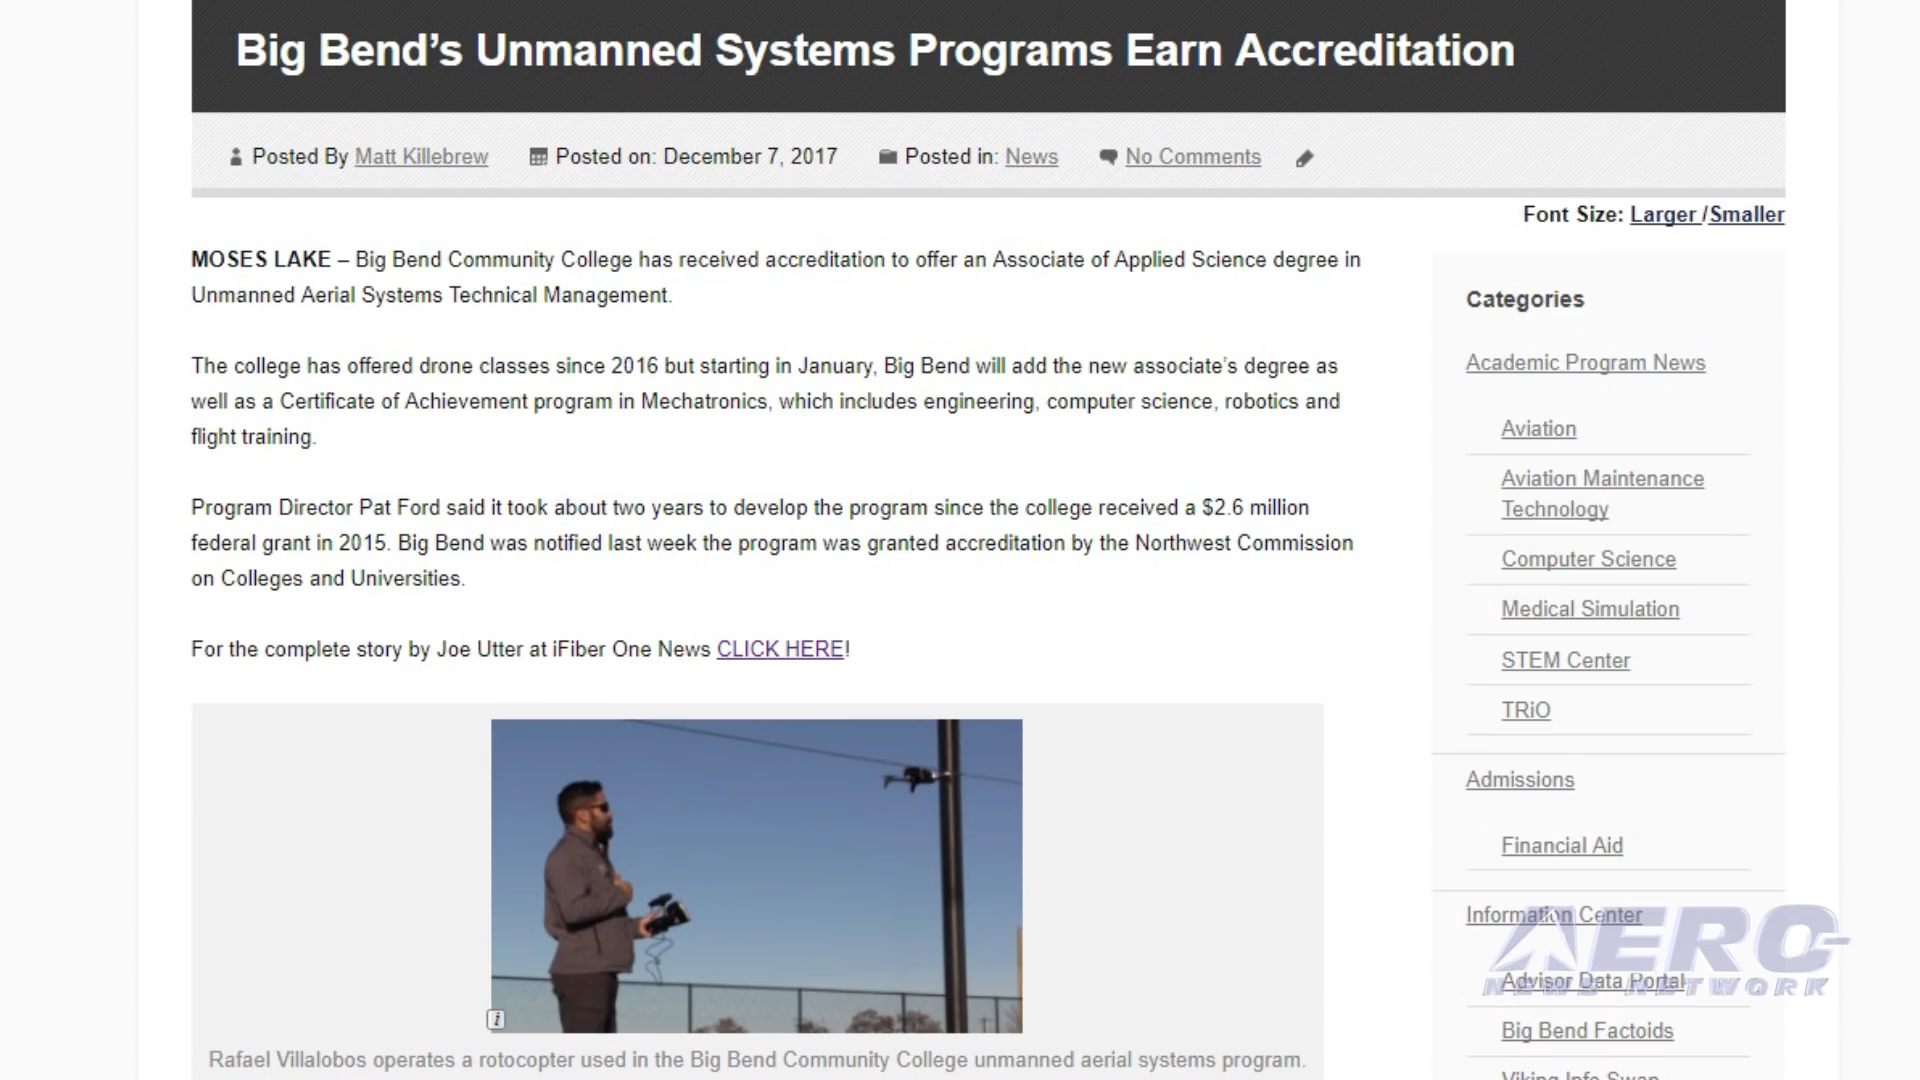 Big Bend’s Unmanned Systems Programs Earn Accreditation
Posted By Matt Killebrew Posted on: December 7, 2017 Posted in: News No Comments
Font Size: Larger /Smaller
MOSES LAKE – Big Bend Community College has received accreditation to offer an Associate of Applied Science degree in
Unmanned Aerial Systems Technical Management.
The college has offered drone classes since 2016 but starting in January, Big Bend will add the new associate’s degree as
well as a Certificate of Achievement program in Mechatronics, which includes engineering, computer science, robotics and
flight training.
Program Director Pat Ford said it took about two years to develop the program since the college received a $2.6 million
federal grant in 2015. Big Bend was notified last week the program was granted accreditation by the Northwest Commission
on Colleges and Universities.
For the complete story by Joe Utter at iFiber One News CLICK HERE!
i
Rafael Villalobos operates a rotocopter used in the Big Bend Community College unmanned aerial systems program.
Categories
Academic Program News
Aviation
Aviation Maintenance
Technology
Computer Science
Medical Simulation
STEM Center
TRiO
Admissions
Financial Aid
Information Center
Advisor Data Portal
Big Bend Factoids
Viking Info Swap
AERO-
NEWS NETWORK